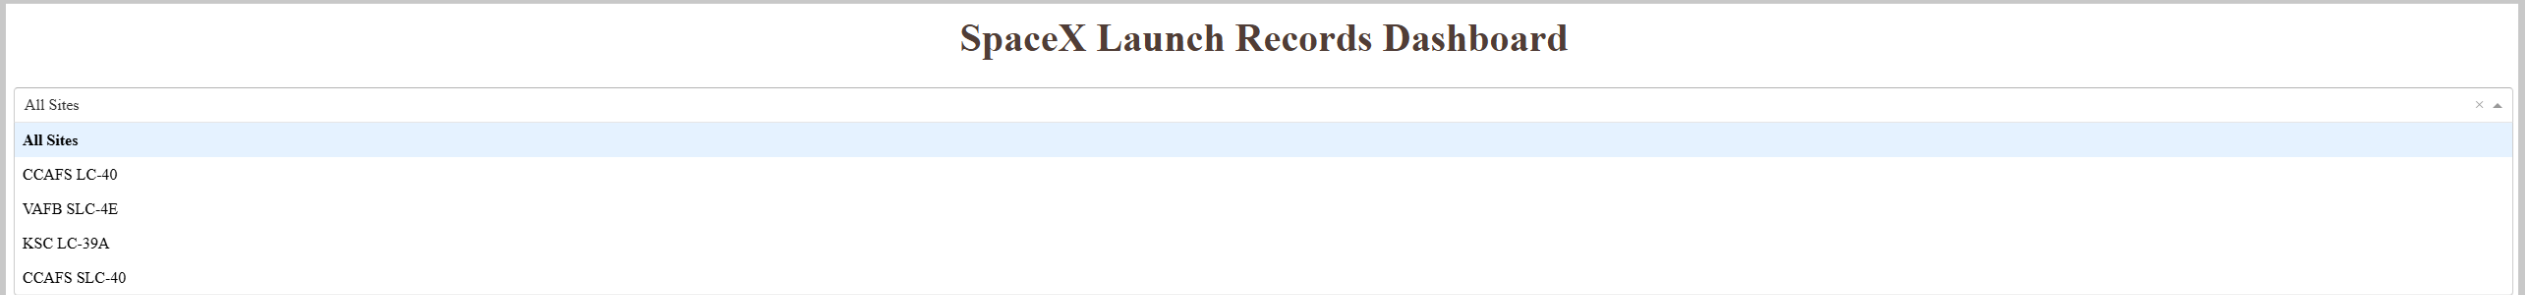 SpaceX Launch Records Dashboard
All Sites
All Sites
CCAFS LC-40
VAFB SLC-4E
KSC LC-39A
CCAFS SLC-40